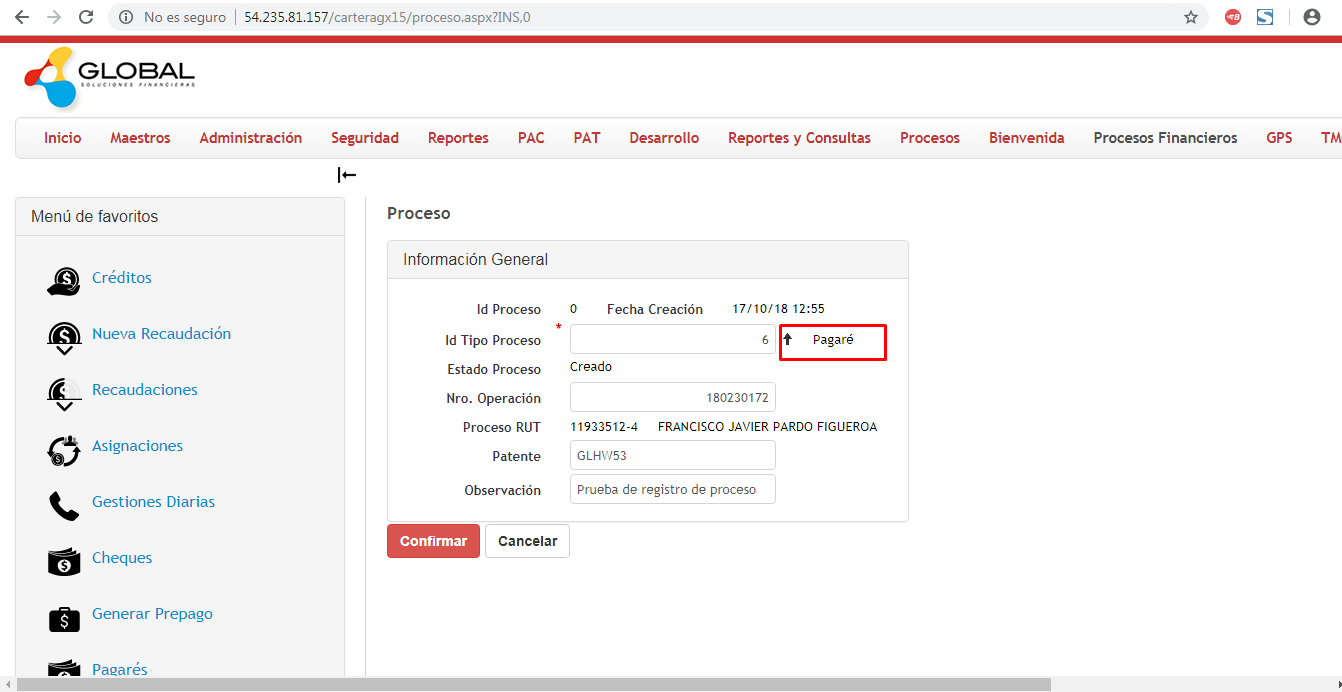 No es seguro | 54.235.81.157/carteragx15/proceso.aspx?INS,0
GLOBAL
SOLUCIONES FINANCIERAS
Inicio Maestros Administración Seguridad Reportes PAC PAT Desarrollo Reportes y Consultas Procesos Bienvenida Procesos Financieros GPS TM
Menú de favoritos
Créditos
Nueva Recaudación
Recaudaciones
Asignaciones
Gestiones Diarias
Cheques
Generar Prepago
Pagarés
Proceso
Información General
Id Proceso 0 Fecha Creación 17/10/18 12:55
* Id Tipo Proceso 6 Pagaré
Estado Proceso Creado
Nro. Operación 180230172
Proceso RUT 11933512-4 FRANCISCO JAVIER PARDO FIGUEROA
Patente GLHW53
Observación Prueba de registro de proceso
Confirmar Cancelar